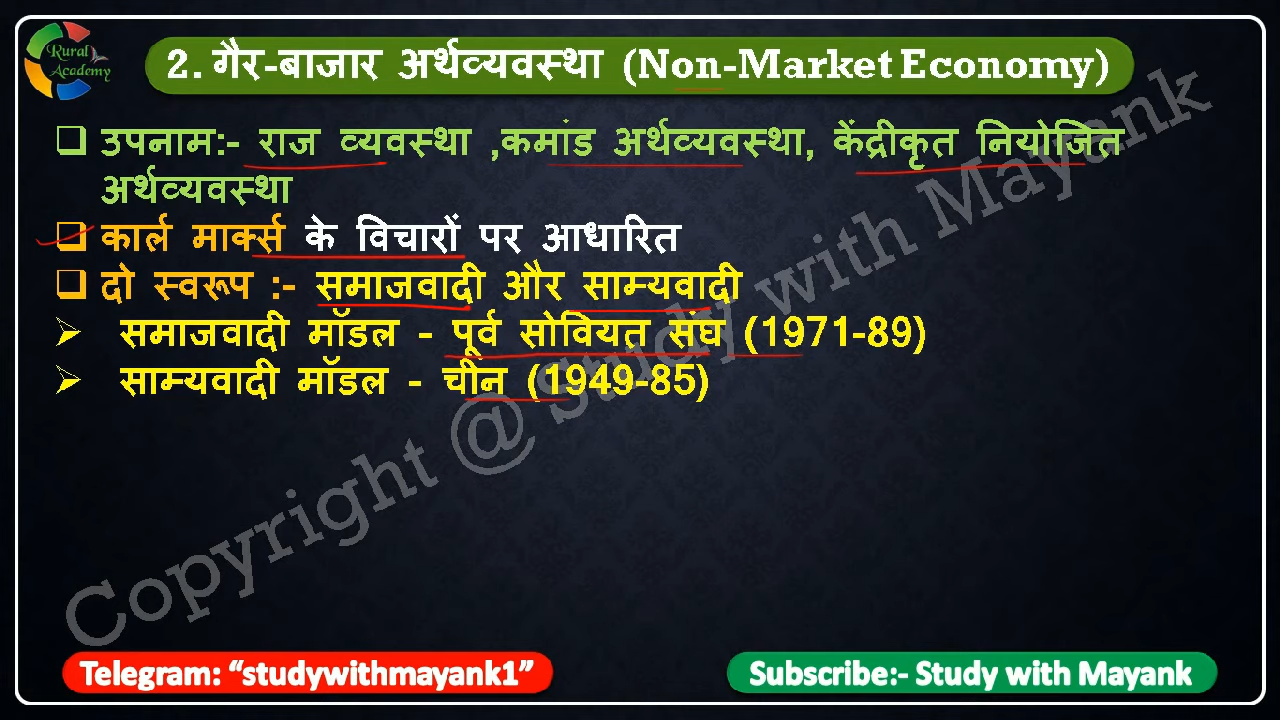 Rural
Academy
2. गैर-बाजार अर्थव्यवस्था (Non-Market Economy)
उपनाम:- राज व्यवस्था ,कमांड अर्थव्यवस्था, केंद्रीकृत नियोजित
अर्थव्यवस्था
कार्ल मार्क्स के विचारों पर आधारित
दो स्वरूप :- समाजवादी और साम्यवादी
समाजवादी मॉडल - पूर्व सोवियत संघ (1971-89)
साम्यवादी मॉडल - चीन (1949-85)
Copyright @ Study with Mayank
Telegram: “studywithmayank1”
Subscribe:- Study with Mayank